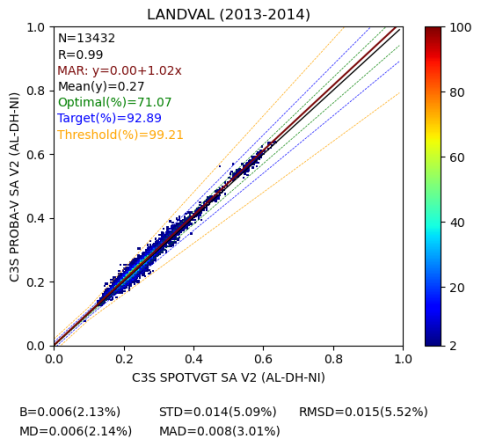 LANDVAL (2013-2014)
N=13432
R=0.99
MAR: y=0.00+1.02x
Mean(y)=0.27
Optimal(%)=71.07
Target(%)=92.89
Threshold(%)=99.21
C3S PROBA-V SA V2 (AL-DH-NI)
1.0
0.8
0.6
0.4
0.2
0.0
0.0 0.2 0.4 0.6 0.8 1.0
C3S SPOTVGT SA V2 (AL-DH-NI)
100
80
60
40
20
2
B=0.006(2.13%) STD=0.014(5.09%) RMSD=0.015(5.52%)
MD=0.006(2.14%) MAD=0.008(3.01%)